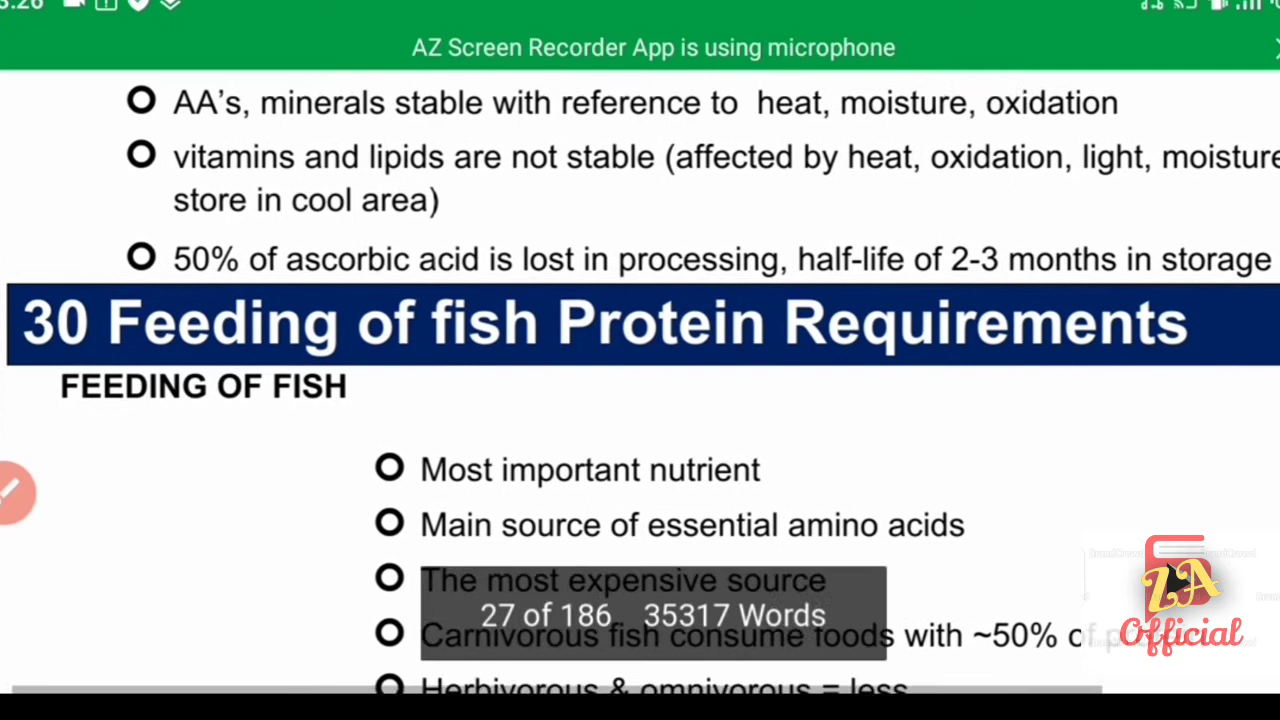 AZ Screen Recorder App is using microphone
AA's, minerals stable with reference to heat, moisture, oxidation
vitamins and lipids are not stable (affected by heat, oxidation, light, moisture
store in cool area)
50% of ascorbic acid is lost in processing, half-life of 2-3 months in storage
30 Feeding of fish Protein Requirements
FEEDING OF FISH
Most important nutrient
Main source of essential amino acids
The most expensive source
27 of 186 35317 Words
Carnivorous fish consume foods with ~50% of
Herbivorous & omnivorous = less
ZA
Official